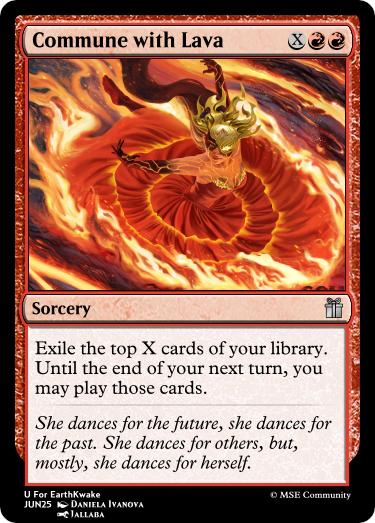 Commune with Lava XRR
Sorcery
Exile the top X cards of your library.
Until the end of your next turn, you
may play those cards.
She dances for the future, she dances for
the past. She dances for others, but,
mostly, she dances for herself.
U For EarthKwake
JUN25 Daniela Ivanova © MSE Community
Jallaba